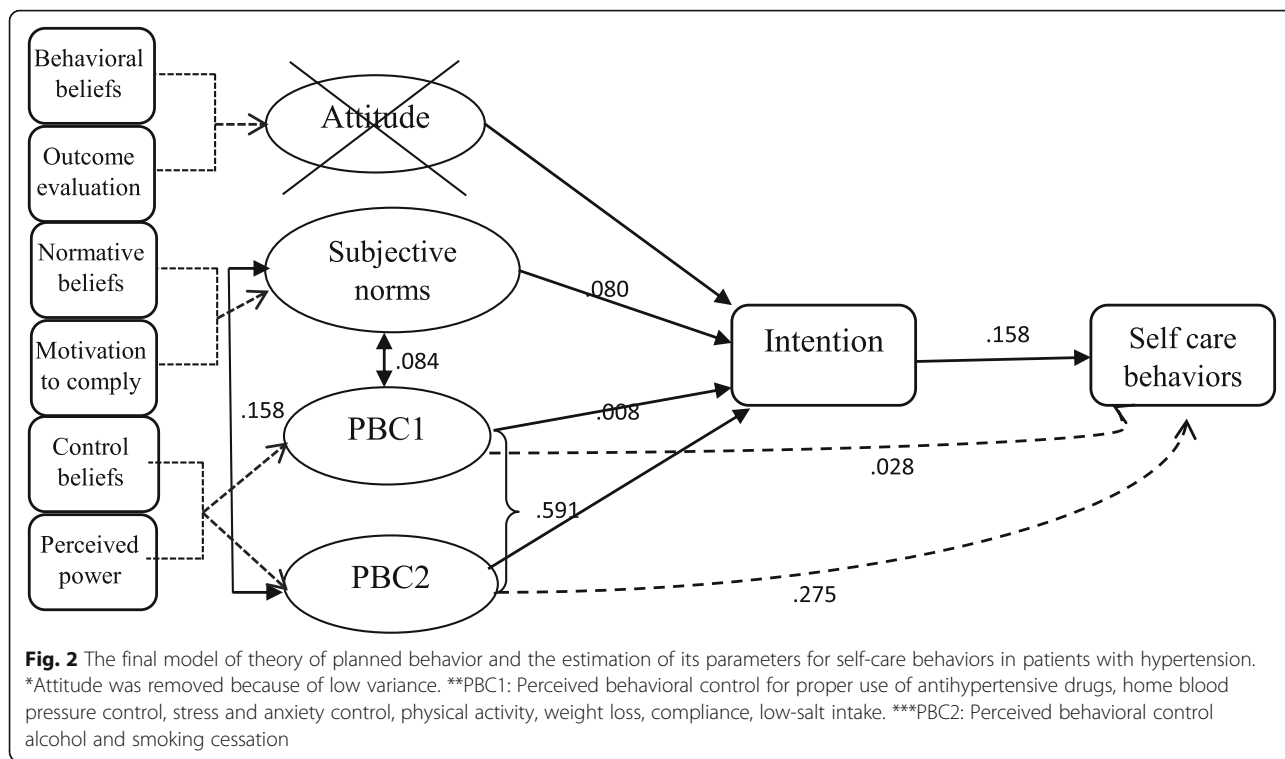 Behavioral
beliefs
Outcome
evaluation
Normative
beliefs
Motivation
to comply
Control
beliefs
Perceived
power
Attitude
Subjective
norms
.084
.158
PBC1
PBC2
.080
.008
.591
Intention
.158
Self care
behaviors
.028
.275
Fig. 2 The final model of theory of planned behavior and the estimation of its parameters for self-care behaviors in patients with hypertension.
*Attitude was removed because of low variance. **PBC1: Perceived behavioral control for proper use of antihypertensive drugs, home blood
pressure control, stress and anxiety control, physical activity, weight loss, compliance, low-salt intake. ***PBC2: Perceived behavioral control
alcohol and smoking cessation